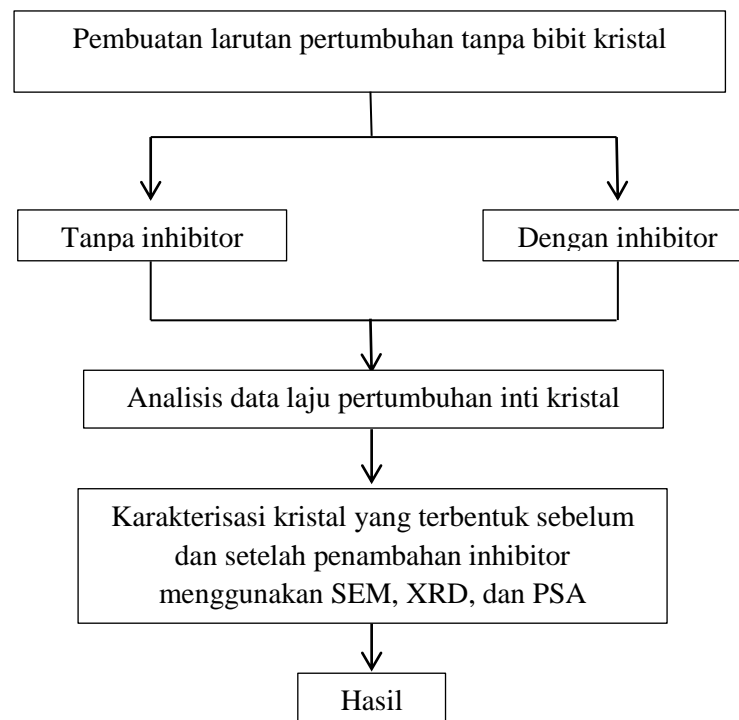 Pembuatan larutan pertumbuhan tanpa bibit kristal
Tanpa inhibitor
Dengan inhibitor
Analisis data laju pertumbuhan inti kristal
Karakterisasi kristal yang terbentuk sebelum
dan setelah penambahan inhibitor
menggunakan SEM, XRD, dan PSA
Hasil